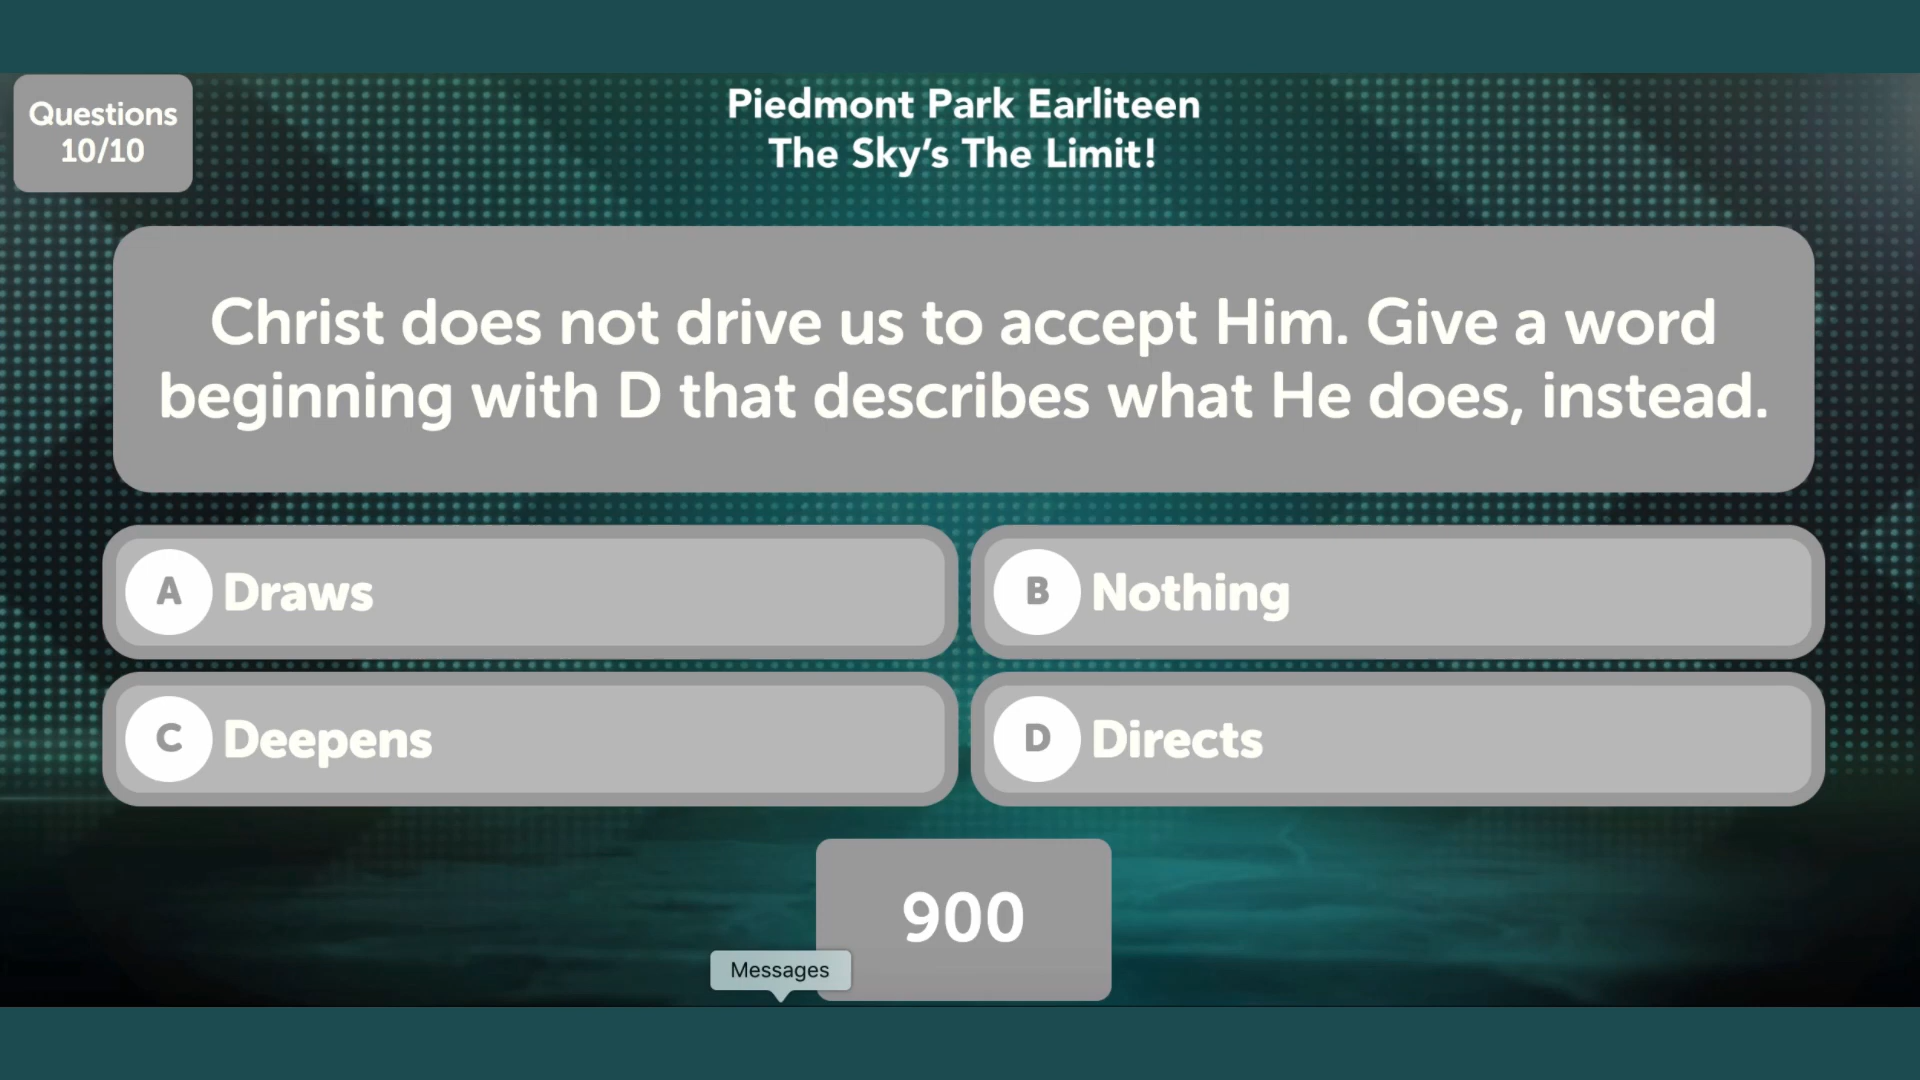 Questions
10/10
Piedmont Park Earliteen
The Sky’s The Limit!
Christ does not drive us to accept Him. Give a word
beginning with D that describes what He does, instead.
A Draws
B Nothing
C Deepens
D Directs
900
Messages